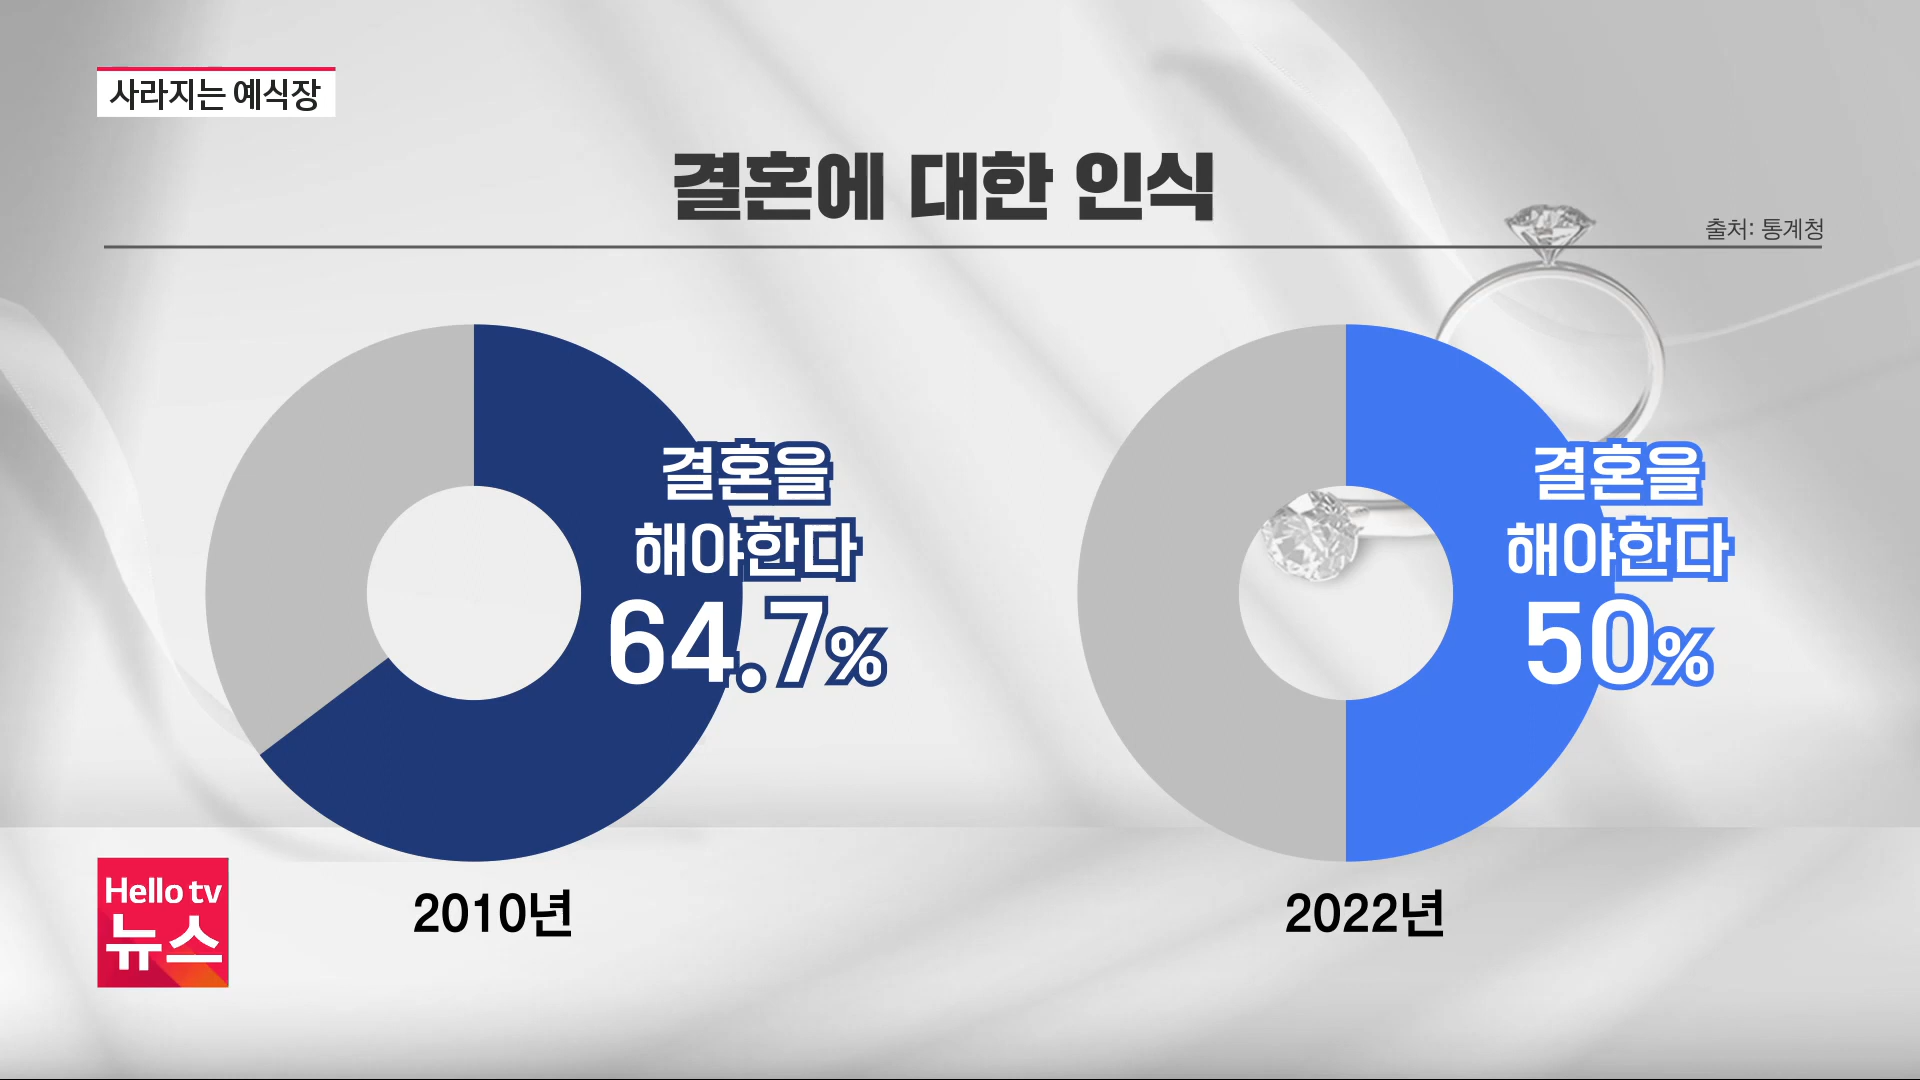 사라지는 예식장
결혼에 대한 인식
출처: 통계청
결혼을
해야한다
64.7%
결혼을
해야한다
50%
2010년
2022년
Hello tv
뉴스